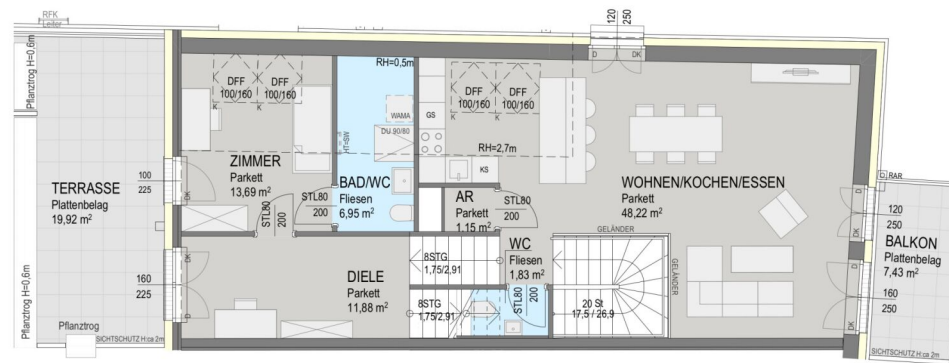 RFK
Leiter
Pflanztrog H=0,6m
Pflanztrog H=0,6m
TERRASSE
Plattenbelag
19,92 m²
Pflanztrog
SICHTSCHUTZ H:ca 2m
100
225
DK
160
225
DK
DFF
100/160
K
DFF
100/160
K
ZIMMER
Parkett
13,69 m²
STL80
200
STL80
200
RH=0,5m
WAMA
DU 90/80
HT=SW
BAD/WC
Fliesen
6,95 m²
DIELE
Parkett
11,88 m²
8STG
1,75/2,91
8STG
1,75/2,91
GS
KS
DFF
100/160
K
DFF
100/160
K
RH=2,7m
AR
Parkett
1,15 m²
STL80
200
WC
Fliesen
1,83 m²
STL80
200
20 St
17,5 / 26,9
GELÄNDER
GELÄNDER
120
250
D
DK
WOHNEN/KOCHEN/ESSEN
Parkett
48,22 m²
RAR
D
DK
120
250
BALKON
Plattenbelag
7,43 m²
D
160
250
DK
SICHTSCHUTZ H:ca 2m